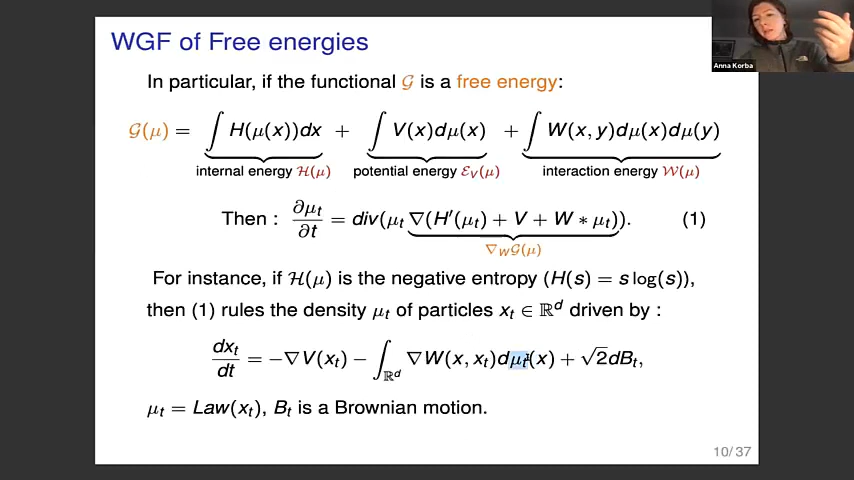 WGF of Free energies
Anna Korba
In particular, if the functional 𝒢 is a free energy:
𝒢(μ) = ∫ H(μ(x))dx + ∫ V(x)dμ(x) + ∫ W(x, y)dμ(x)dμ(y)
internal energy ℋ(μ) potential energy ℰ_V(μ) interaction energy 𝒲(μ)
Then : ∂μ_t/∂t = div(μ_t ∇(H′(μ_t) + V + W ∗ μ_t)). (1)
∇_W 𝒢(μ)
For instance, if ℋ(μ) is the negative entropy (H(s) = s log(s)),
then (1) rules the density μ_t of particles x_t ∈ ℝ^d driven by :
dx_t/dt = −∇V(x_t) − ∫_{ℝ^d} ∇W(x, x_t)dμ_t(x) + √2dB_t,
μ_t = Law(x_t), B_t is a Brownian motion.
10/37